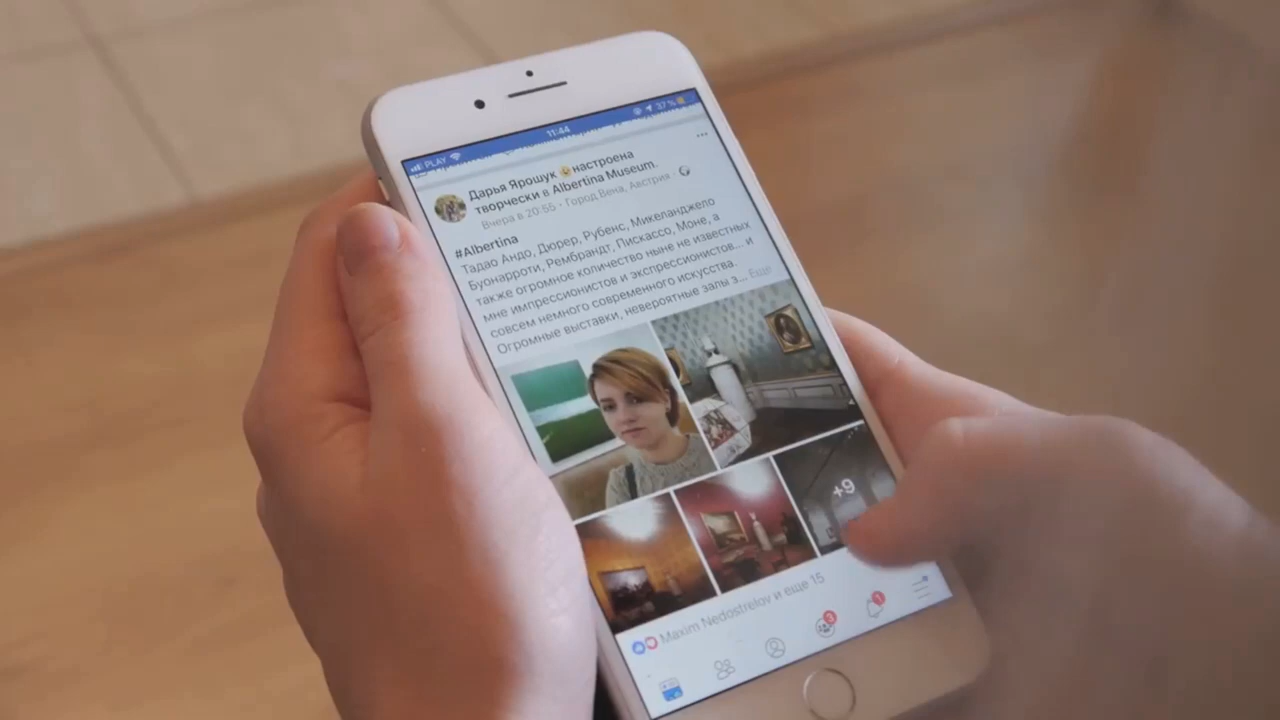 PLAY 11:44 37 %
Дарья Ярошук настроена
творчески в Albertina Museum.
Вчера в 20:55 · Город Вена, Австрия ·
#Albertina
Тадао Андо, Дюрер, Рубенс, Микеланджело
Буонарроти, Рембрандт, Пискассо, Моне, а
также огромное количество ныне не известных
мне импрессионистов и экспрессионистов... и
совсем немного современного искусства.
Огромные выставки, невероятные залы з... Ещё
+9
Maxim Nedostrelov и еще 15
3
1